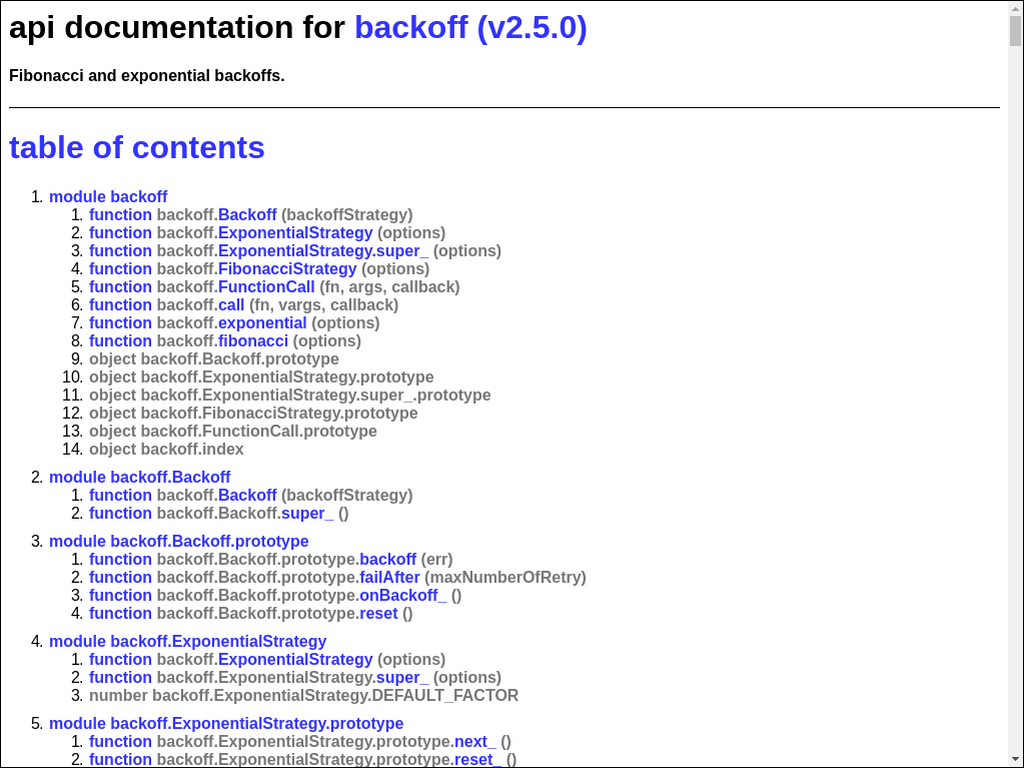 api documentation for backoff (v2.5.0)
Fibonacci and exponential backoffs.
table of contents
1. module backoff
1. function backoff.Backoff (backoffStrategy)
2. function backoff.ExponentialStrategy (options)
3. function backoff.ExponentialStrategy.super_ (options)
4. function backoff.FibonacciStrategy (options)
5. function backoff.FunctionCall (fn, args, callback)
6. function backoff.call (fn, vargs, callback)
7. function backoff.exponential (options)
8. function backoff.fibonacci (options)
9. object backoff.Backoff.prototype
10. object backoff.ExponentialStrategy.prototype
11. object backoff.ExponentialStrategy.super_.prototype
12. object backoff.FibonacciStrategy.prototype
13. object backoff.FunctionCall.prototype
14. object backoff.index
2. module backoff.Backoff
1. function backoff.Backoff (backoffStrategy)
2. function backoff.Backoff.super_ ()
3. module backoff.Backoff.prototype
1. function backoff.Backoff.prototype.backoff (err)
2. function backoff.Backoff.prototype.failAfter (maxNumberOfRetry)
3. function backoff.Backoff.prototype.onBackoff_ ()
4. function backoff.Backoff.prototype.reset ()
4. module backoff.ExponentialStrategy
1. function backoff.ExponentialStrategy (options)
2. function backoff.ExponentialStrategy.super_ (options)
3. number backoff.ExponentialStrategy.DEFAULT_FACTOR
5. module backoff.ExponentialStrategy.prototype
1. function backoff.ExponentialStrategy.prototype.next_ ()
2. function backoff.ExponentialStrategy.prototype.reset_ ()